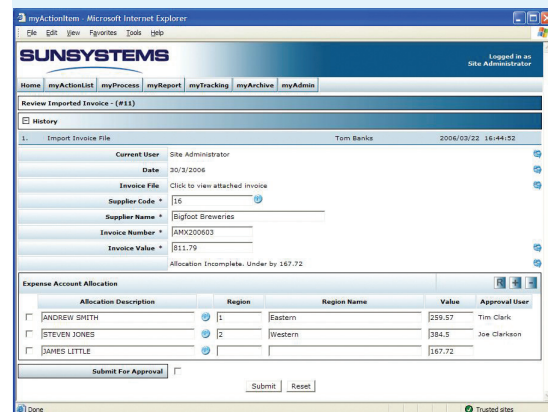 myActionItem - Microsoft Internet Explorer
File Edit View Favorites Tools Help
SUNSYSTEMS
Logged in as
Site Administrator
Home myActionList myProcess myReport myTracking myArchive myAdmin
Review Imported Invoice - (#11)
History
1. Import Invoice File Tom Banks 2006/03/22 16:44:52
Current User Site Administrator
Date 30/3/2006
Invoice File Click to view attached invoice
Supplier Code * 16
Supplier Name * Bigfoot Breweries
Invoice Number * AMX200603
Invoice Value * 811.79
Allocation Incomplete. Under by 167.72
Expense Account Allocation R + -
Allocation Description Region Region Name Value Approval User
ANDREW SMITH 1 Eastern 259.57 Tim Clark
STEVEN JONES 2 Western 384.5 Joe Clarkson
JAMES LITTLE 167.72
Submit For Approval
Submit Reset
Done Trusted sites